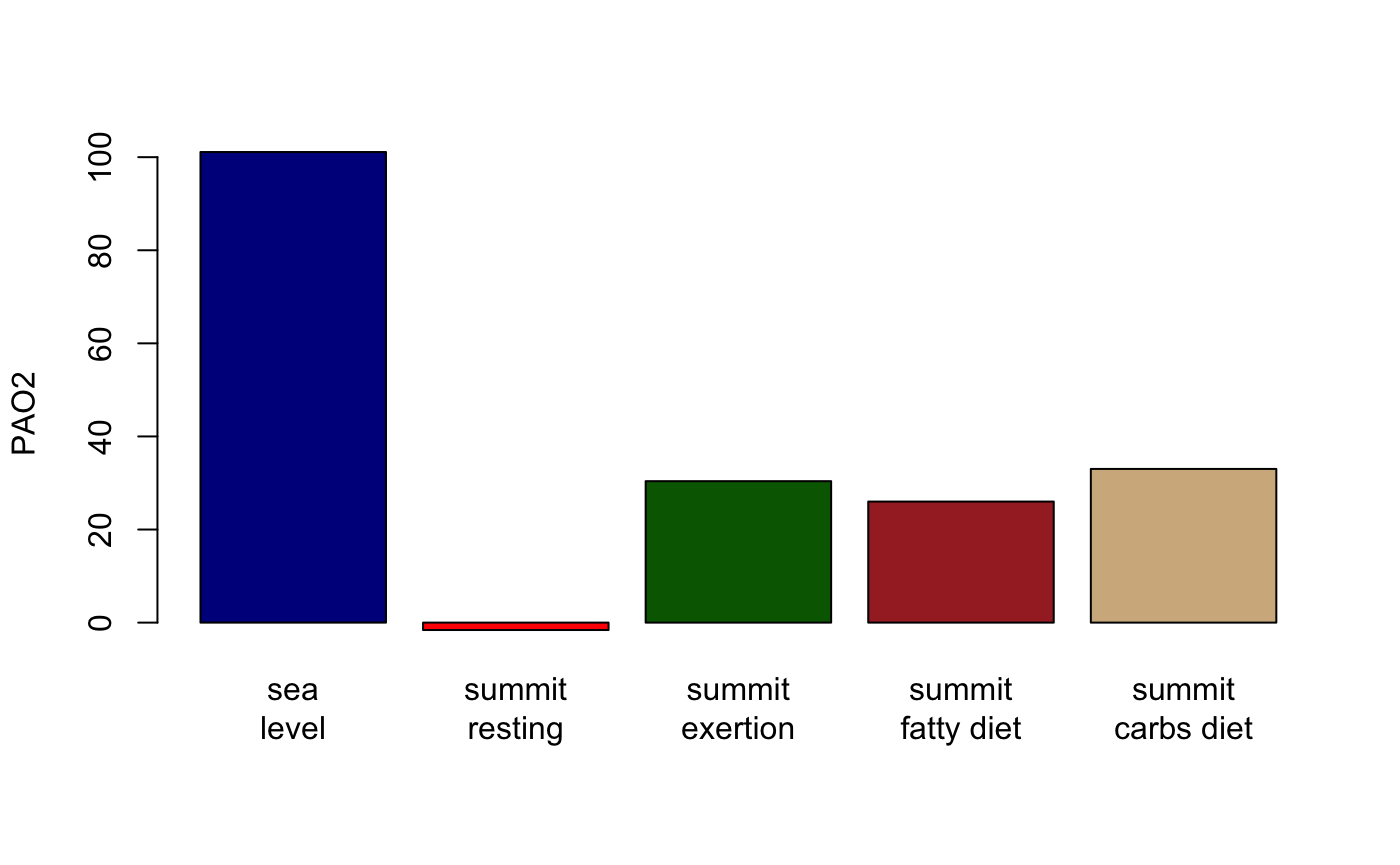 PAO2
100
80
60
40
20
0
sea
level
summit
resting
summit
exertion
summit
fatty diet
summit
carbs diet